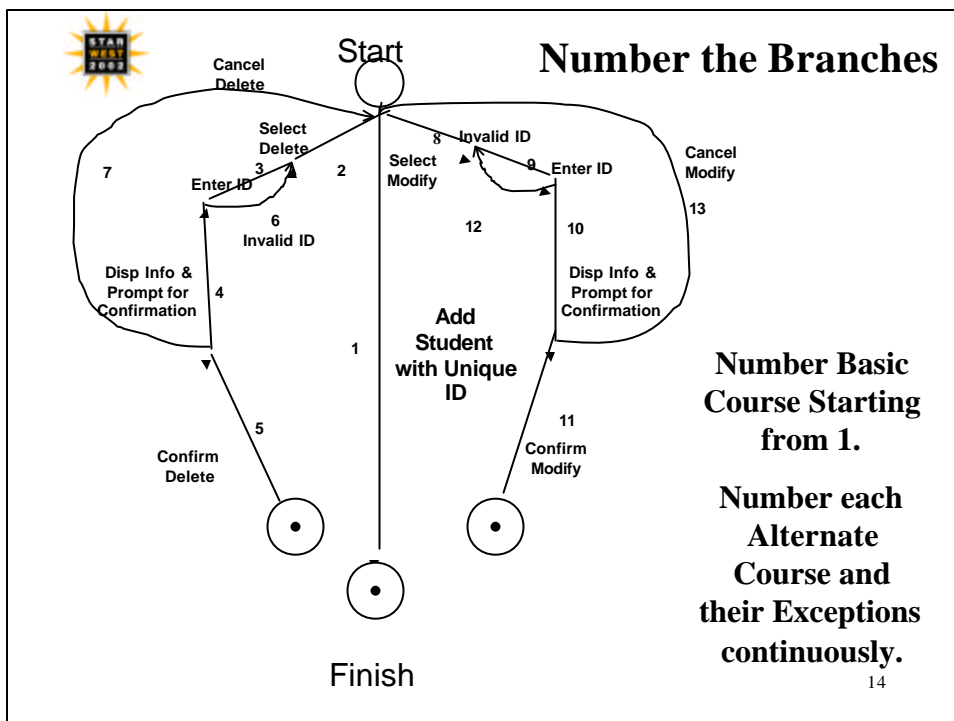 STAR
WEST
2002
Start
Number the Branches
Cancel
Delete
Select
Delete
8
Invalid ID
7
3
2
Select
Modify
9
Enter ID
Cancel
Modify
Enter ID
13
6
Invalid ID
12
10
Disp Info &
Prompt for
Confirmation
4
Disp Info &
Prompt for
Confirmation
1
Add
Student
with Unique
ID
Number Basic
Course Starting
from 1.
5
11
Confirm
Delete
Confirm
Modify
Number each
Alternate
Course and
their Exceptions
continuously.
Finish
14